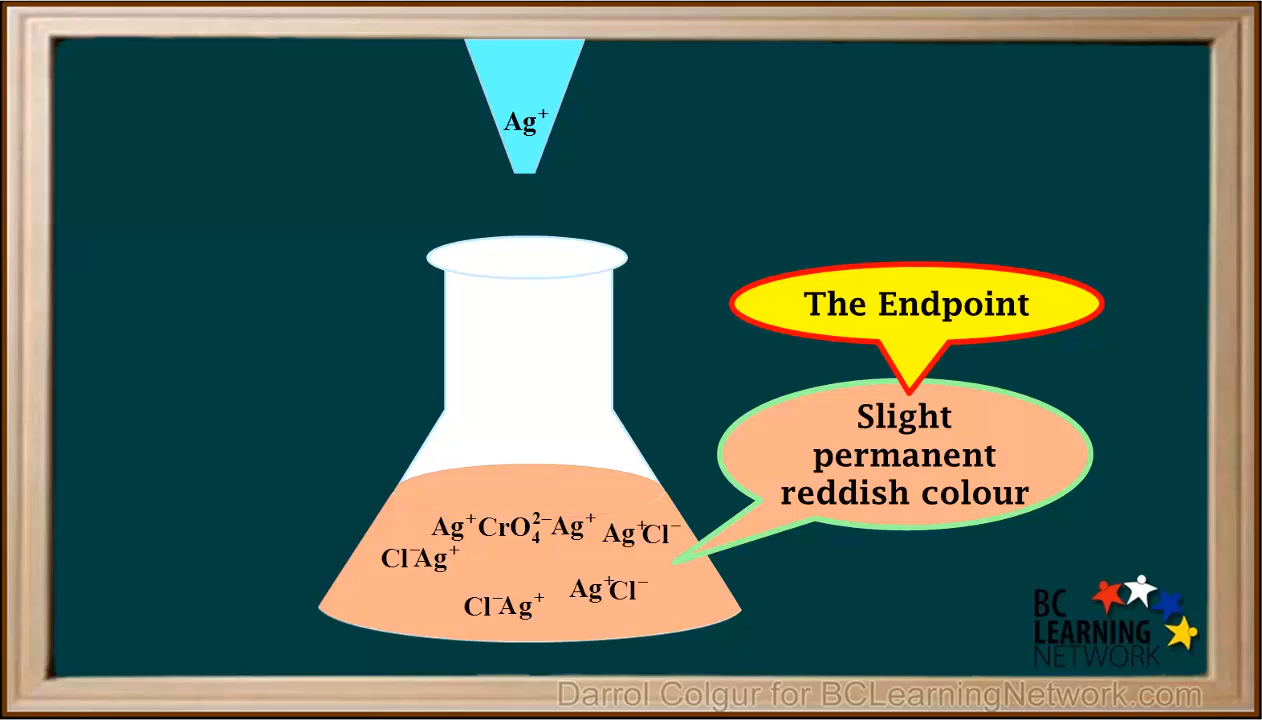 Ag⁺
The Endpoint
Slight
permanent
reddish colour
Ag⁺CrO₄²⁻Ag⁺ Ag⁺Cl⁻
Cl⁻Ag⁺
Ag⁺Cl⁻
Cl⁻Ag⁺
BC
LEARNING
NETWORK
Darrol Colgur for BCLearningNetwork.com